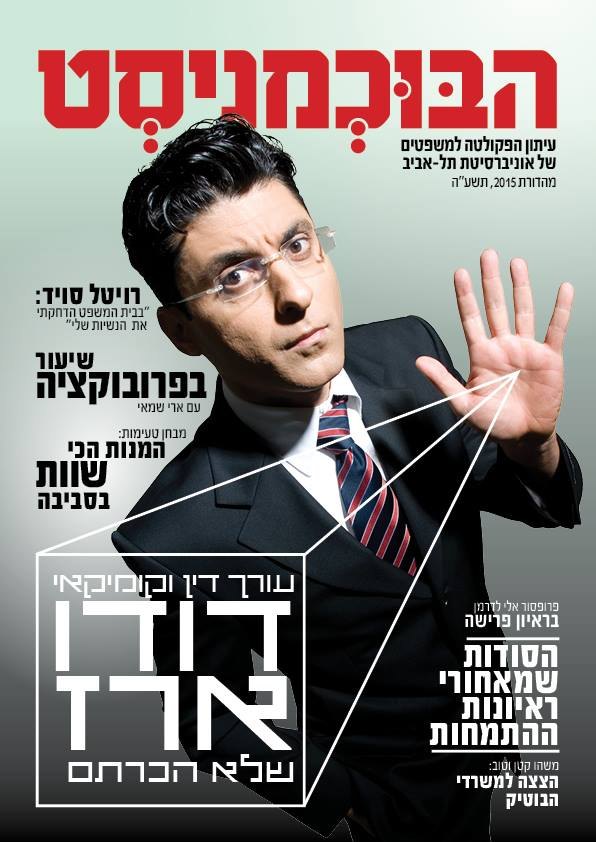 הבּוּכְמניסְט
עיתון הפקולטה למשפטים
של אוניברסיטת תל-אביב
מהדורת 2015, תשע"ה
רויטל סויד:
"בבית המשפט הדחקתי
את הנשיות שלי"
שיעור
בפרובוקציה
עם ארי שמאי
מבחן טעימות:
המנות הכי
שוות
בסביבה
עורך דין וקומיקאי
דודו
ארז
שלא הכרתם
פרופסור אלי לדרמן
בראיון פרישה
הסודות
שמאחורי
ראיונות
ההתמחות
משהו קטן וטוב:
הצצה למשרדי
הבוטיק